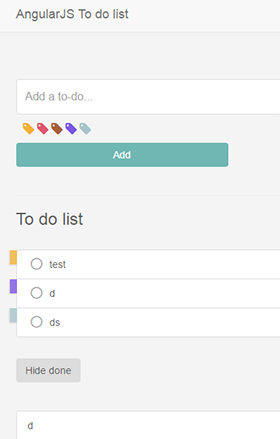 AngularJS To do list
Add a to-do...
Add
To do list
test
d
ds
Hide done
d